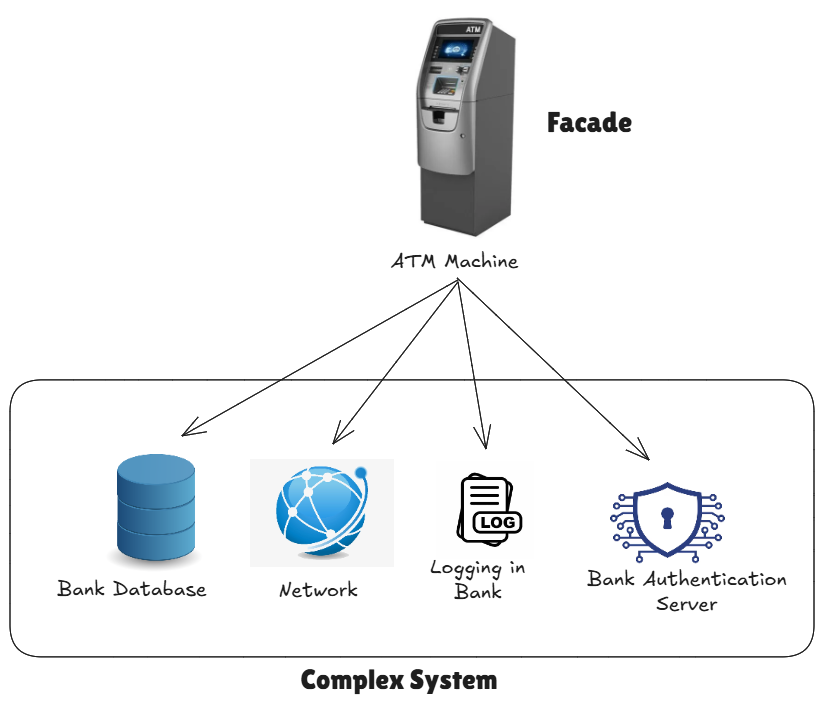 ATM
Facade
ATM Machine
LOG
Bank Database
Network
Logging in
Bank
Bank Authentication
Server
Complex System